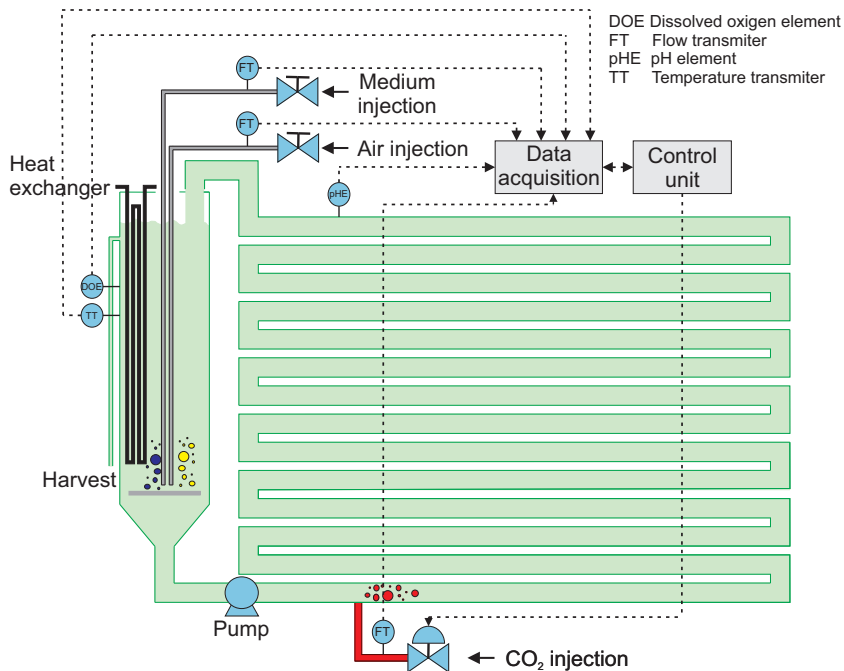 DOE Dissolved oxigen element
FT Flow transmiter
pHE pH element
TT Temperature transmiter
FT
Medium
injection
FT
Air injection
Data
acquisition
Control
unit
Heat
exchanger
pHE
DOE
TT
Harvest
Pump
FT
CO₂ injection